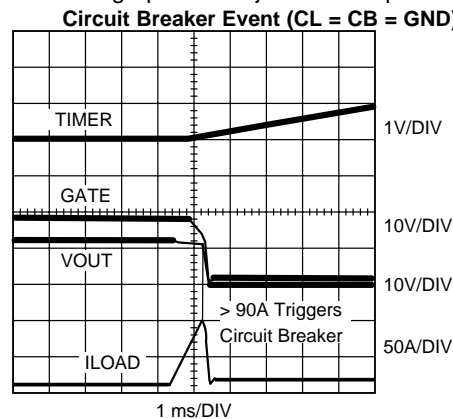 Circuit Breaker Event (CL = CB = GND)
TIMER
1V/DIV
GATE
10V/DIV
VOUT
10V/DIV
> 90A Triggers
Circuit Breaker
50A/DIV
ILOAD
1 ms/DIV